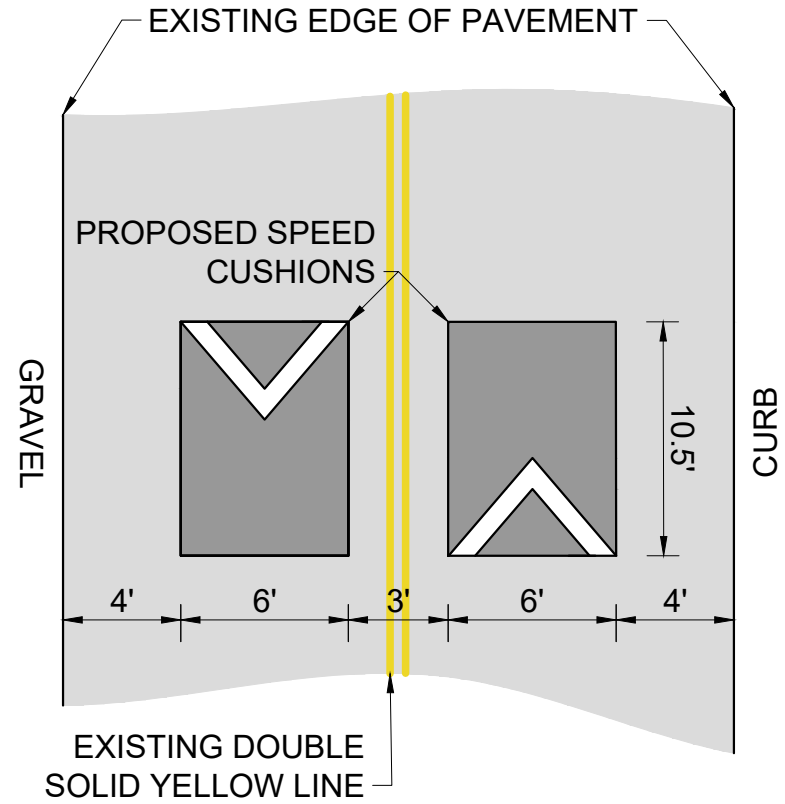 EXISTING EDGE OF PAVEMENT
PROPOSED SPEED
CUSHIONS
GRAVEL
CURB
10.5'
4'
6'
3'
6'
4'
EXISTING DOUBLE
SOLID YELLOW LINE